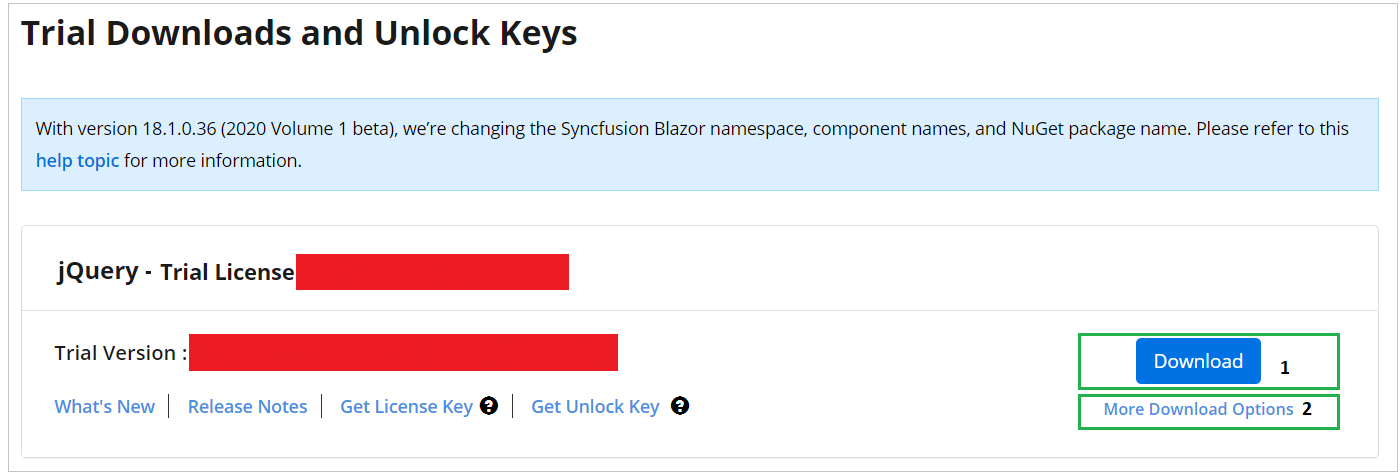 Trial Downloads and Unlock Keys
With version 18.1.0.36 (2020 Volume 1 beta), we’re changing the Syncfusion Blazor namespace, component names, and NuGet package name. Please refer to this
help topic for more information.
jQuery - Trial License
Trial Version :
Download 1
What's New | Release Notes | Get License Key ? | Get Unlock Key ?
More Download Options 2